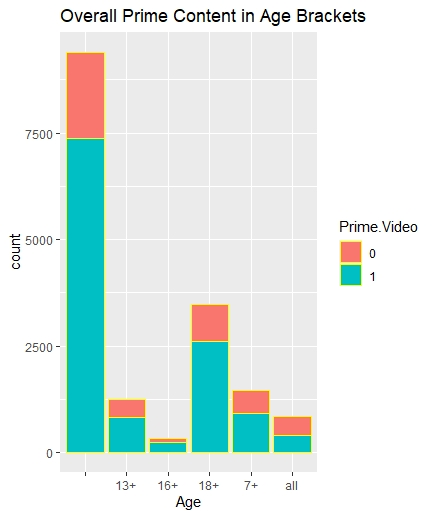 Overall Prime Content in Age Brackets
7500
5000
2500
0
count
13+ 16+ 18+ 7+ all
Age
Prime.Video
0
1